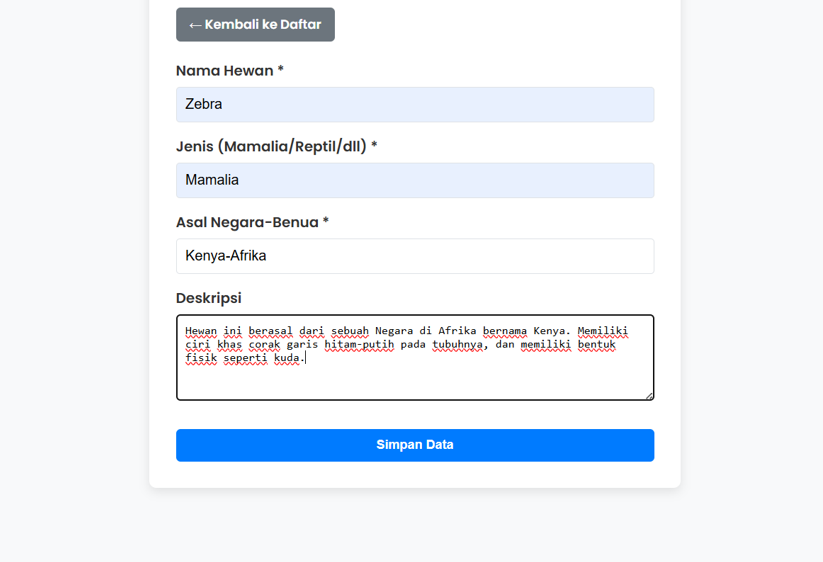 ← Kembali ke Daftar
Nama Hewan *
Zebra
Jenis (Mamalia/Reptil/dll) *
Mamalia
Asal Negara-Benua *
Kenya-Afrika
Deskripsi
Hewan ini berasal dari sebuah Negara di Afrika bernama Kenya. Memiliki
ciri khas corak garis hitam-putih pada tubuhnya, dan memiliki bentuk
fisik seperti kuda.
Simpan Data